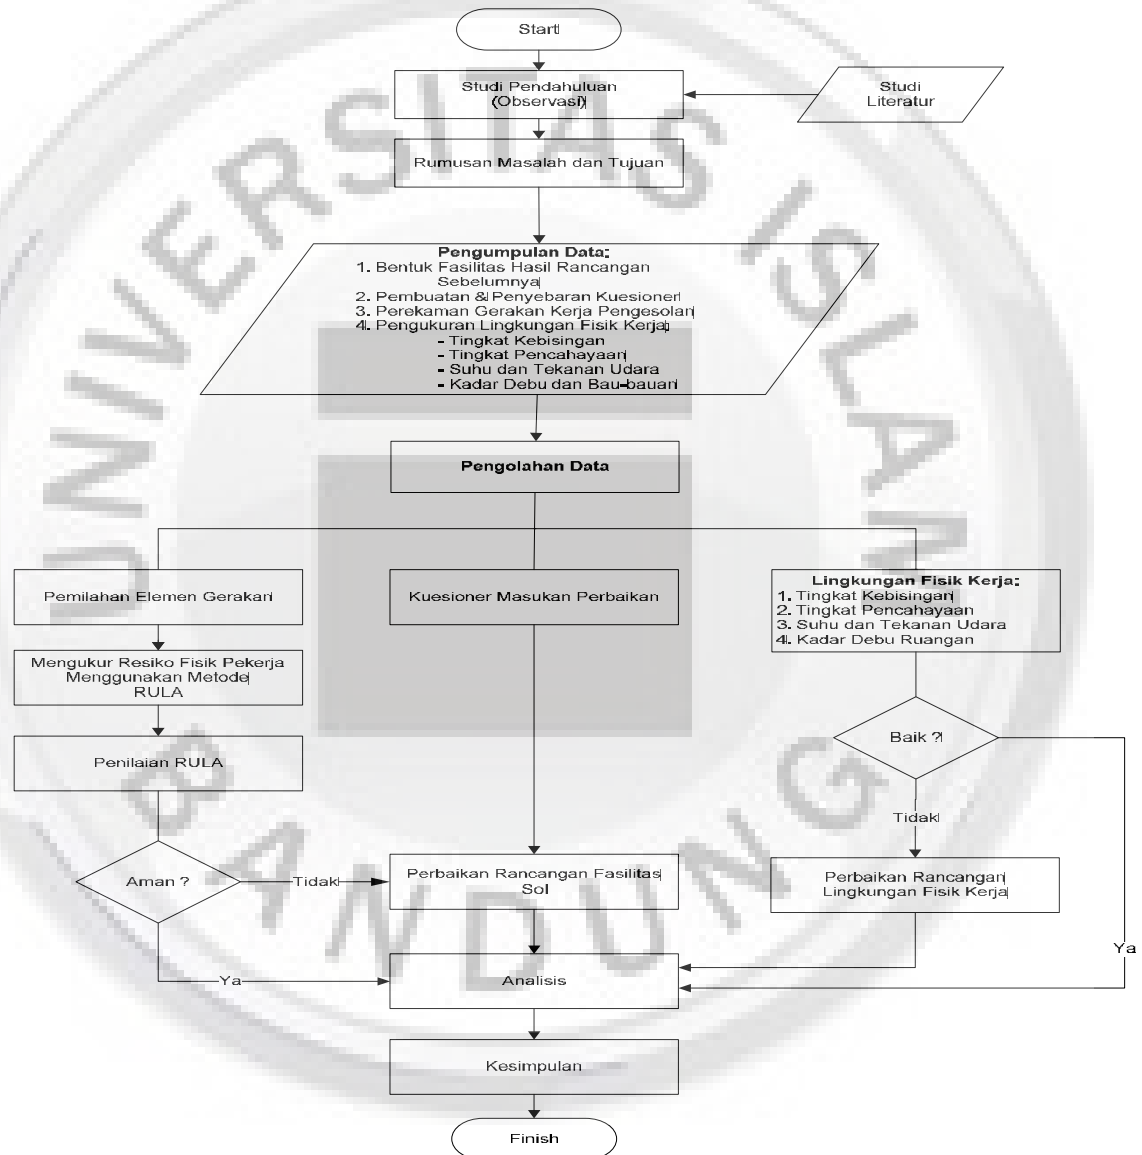 Start
Studi Pendahuluan
(Observasi)
Studi
Literatur
Rumusan Masalah dan Tujuan
Pengumpulan Data:
1. Bentuk Fasilitas Hasil Rancangan
Sebelumnya
2. Pembuatan & Penyebaran Kuesioner
3. Perekaman Gerakan Kerja Pengesolan
4. Pengukuran Lingkungan Fisik Kerja:
- Tingkat Kebisingan
- Tingkat Pencahayaan
- Suhu dan Tekanan Udara
- Kadar Debu dan Bau-bauan
Pengolahan Data
Pemilahan Elemen Gerakan
Kuesioner Masukan Perbaikan
Lingkungan Fisik Kerja:
1. Tingkat Kebisingan
2. Tingkat Pencahayaan
3. Suhu dan Tekanan Udara
4. Kadar Debu Ruangan
Mengukur Resiko Fisik Pekerja
Menggunakan Metode
RULA
Penilaian RULA
Baik ?
Tidak
Aman ?
Tidak
Perbaikan Rancangan Fasilitas
Sol
Perbaikan Rancangan
Lingkungan Fisik Kerja
Ya
Ya
Analisis
Kesimpulan
Finish
UNIVERSITAS ISLAM
BANDUNG